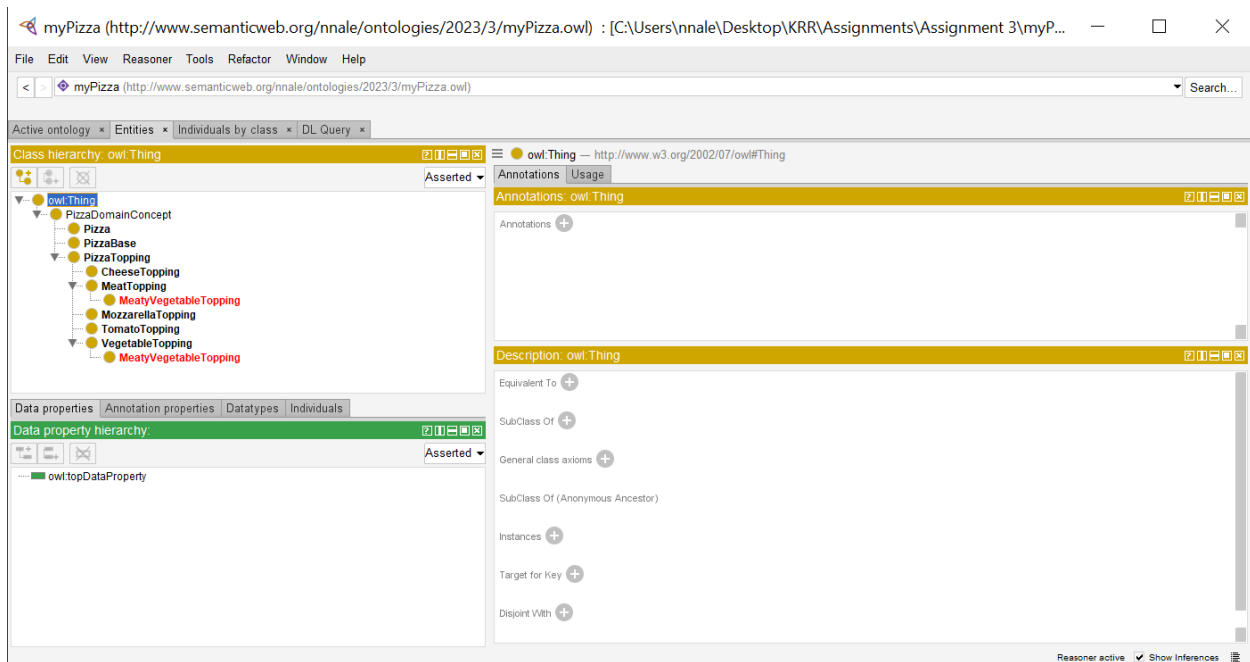 myPizza (http://www.semanticweb.org/nnale/ontologies/2023/3/myPizza.owl) : [C:\Users\nnale\Desktop\KRR\Assignments\Assignment 3\myP...
File Edit View Reasoner Tools Refactor Window Help
< > myPizza (http://www.semanticweb.org/nnale/ontologies/2023/3/myPizza.owl) Search...
Active ontology × Entities × Individuals by class × DL Query ×
Class hierarchy: owl:Thing
Asserted
owl:Thing
PizzaDomainConcept
Pizza
PizzaBase
PizzaTopping
CheeseTopping
MeatTopping
MeatyVegetableTopping
MozzarellaTopping
TomatoTopping
VegetableTopping
MeatyVegetableTopping
Data properties Annotation properties Datatypes Individuals
Data property hierarchy:
Asserted
owl:topDataProperty
owl:Thing — http://www.w3.org/2002/07/owl#Thing
Annotations Usage
Annotations: owl:Thing
Annotations
Description: owl:Thing
Equivalent To
SubClass Of
General class axioms
SubClass Of (Anonymous Ancestor)
Instances
Target for Key
Disjoint With
Reasoner active Show Inferences